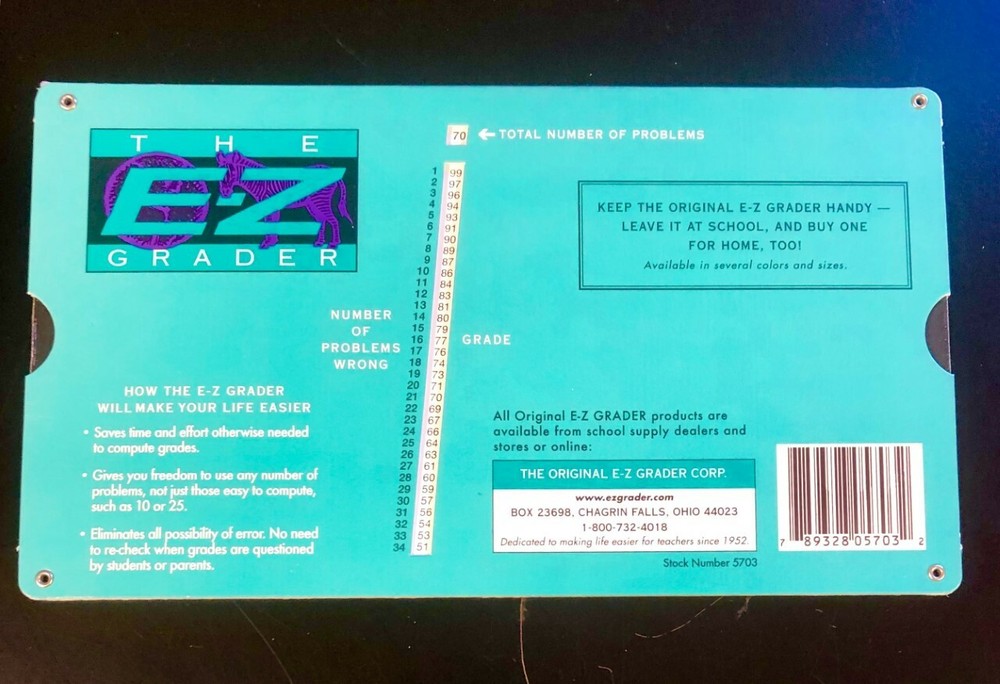 THE
E-Z
GRADER
70 ← TOTAL NUMBER OF PROBLEMS
1 99
2 97
3 96
4 94
5 93
6 91
7 90
8 89
9 87
10 86
11 84
12 83
13 81
14 80
15 79
16 77
17 76
18 74
19 73
20 71
21 70
22 69
23 67
24 66
25 64
26 63
27 61
28 60
29 59
30 57
31 56
32 54
33 53
34 51
NUMBER
OF
PROBLEMS
WRONG
GRADE
KEEP THE ORIGINAL E-Z GRADER HANDY —
LEAVE IT AT SCHOOL, AND BUY ONE
FOR HOME, TOO!
Available in several colors and sizes.
HOW THE E-Z GRADER
WILL MAKE YOUR LIFE EASIER
• Saves time and effort otherwise needed
to compute grades.
• Gives you freedom to use any number of
problems, not just those easy to compute,
such as 10 or 25.
• Eliminates all possibility of error. No need
to re-check when grades are questioned
by students or parents.
All Original E-Z GRADER products are
available from school supply dealers and
stores or online:
THE ORIGINAL E-Z GRADER CORP.
www.ezgrader.com
BOX 23698, CHAGRIN FALLS, OHIO 44023
1-800-732-4018
Dedicated to making life easier for teachers since 1952.
Stock Number 5703
7 89328 05703 2